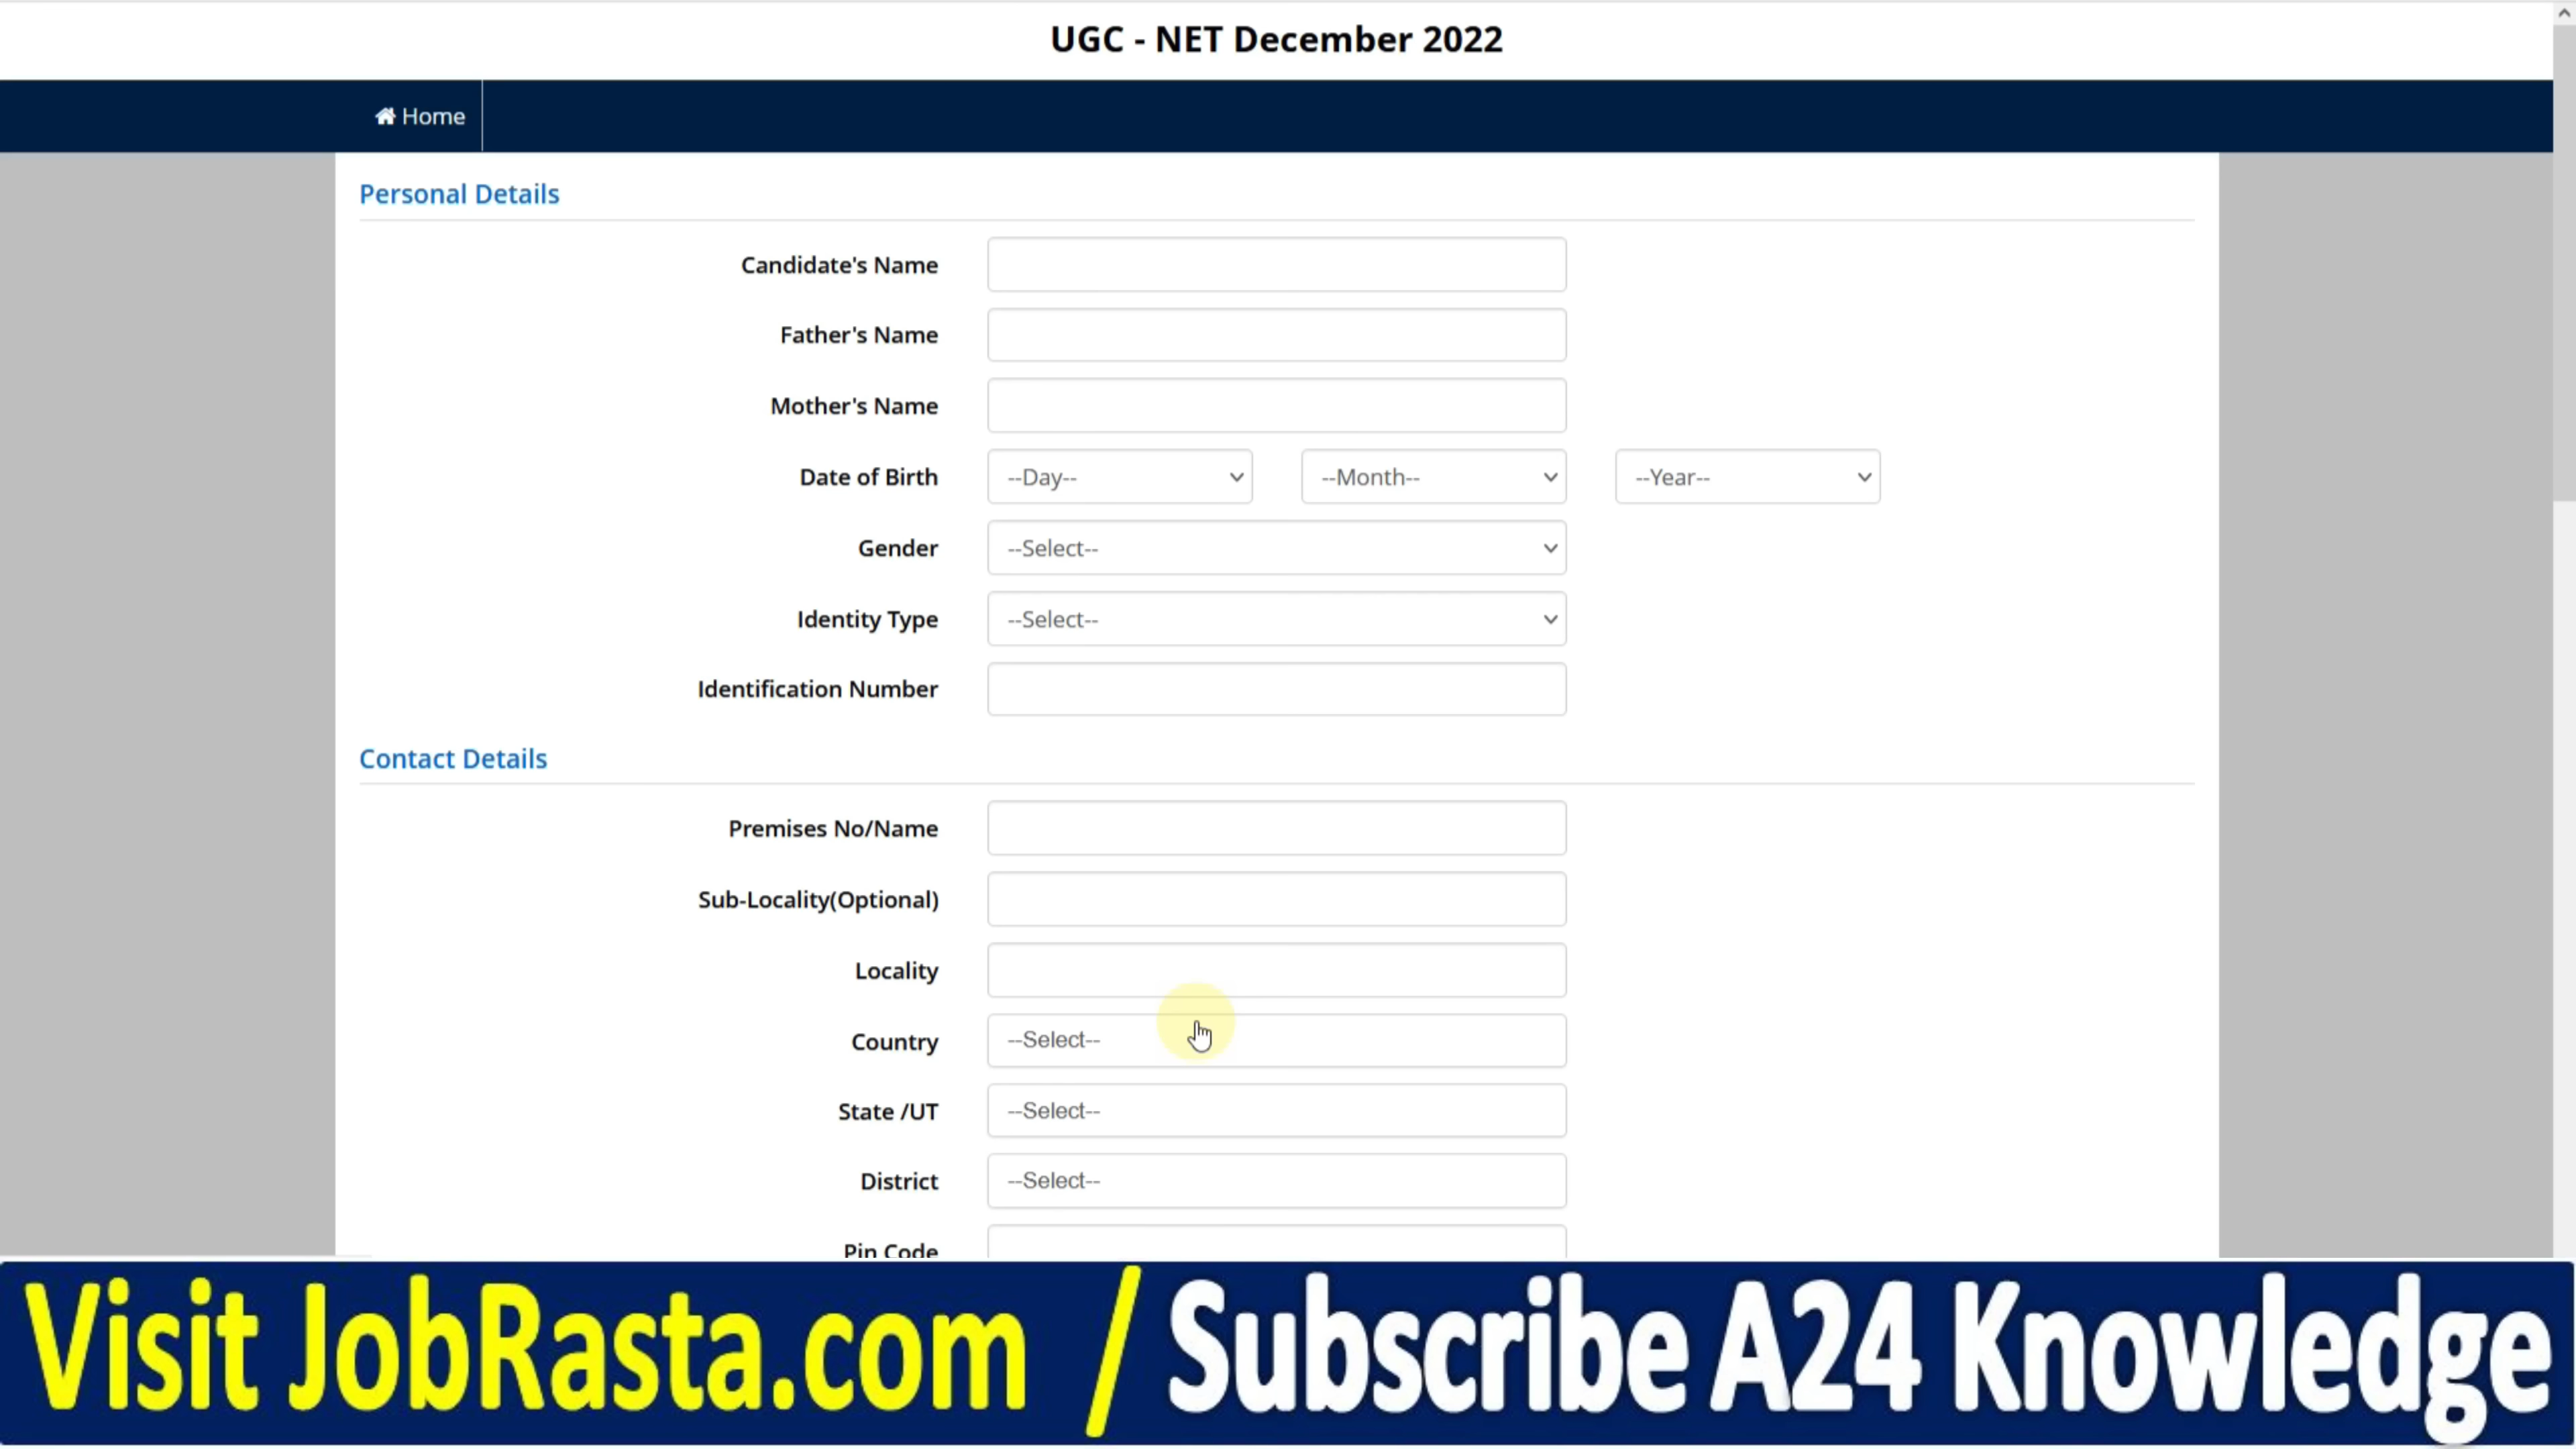 UGC - NET December 2022
Home
Personal Details
Candidate's Name
Father's Name
Mother's Name
Date of Birth --Day-- --Month-- --Year--
Gender --Select--
Identity Type --Select--
Identification Number
Contact Details
Premises No/Name
Sub-Locality(Optional)
Locality
Country --Select--
State /UT --Select--
District --Select--
Pin Code
Visit JobRasta.com / Subscribe A24 Knowledge